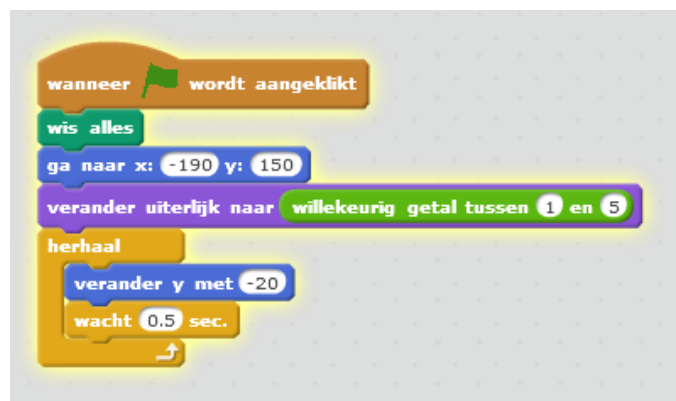 wanneer wordt aangeklikt
wis alles
ga naar x: -190 y: 150
verander uiterlijk naar willekeurig getal tussen 1 en 5
herhaal
verander y met -20
wacht 0.5 sec.